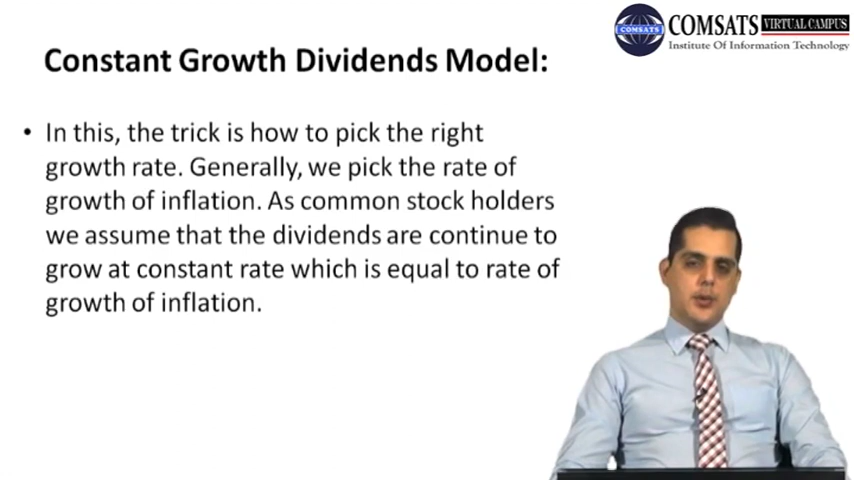 COMSATS VIRTUAL CAMPUS
COMSATS
Institute Of Information Technology
Constant Growth Dividends Model:
• In this, the trick is how to pick the right
growth rate. Generally, we pick the rate of
growth of inflation. As common stock holders
we assume that the dividends are continue to
grow at constant rate which is equal to rate of
growth of inflation.